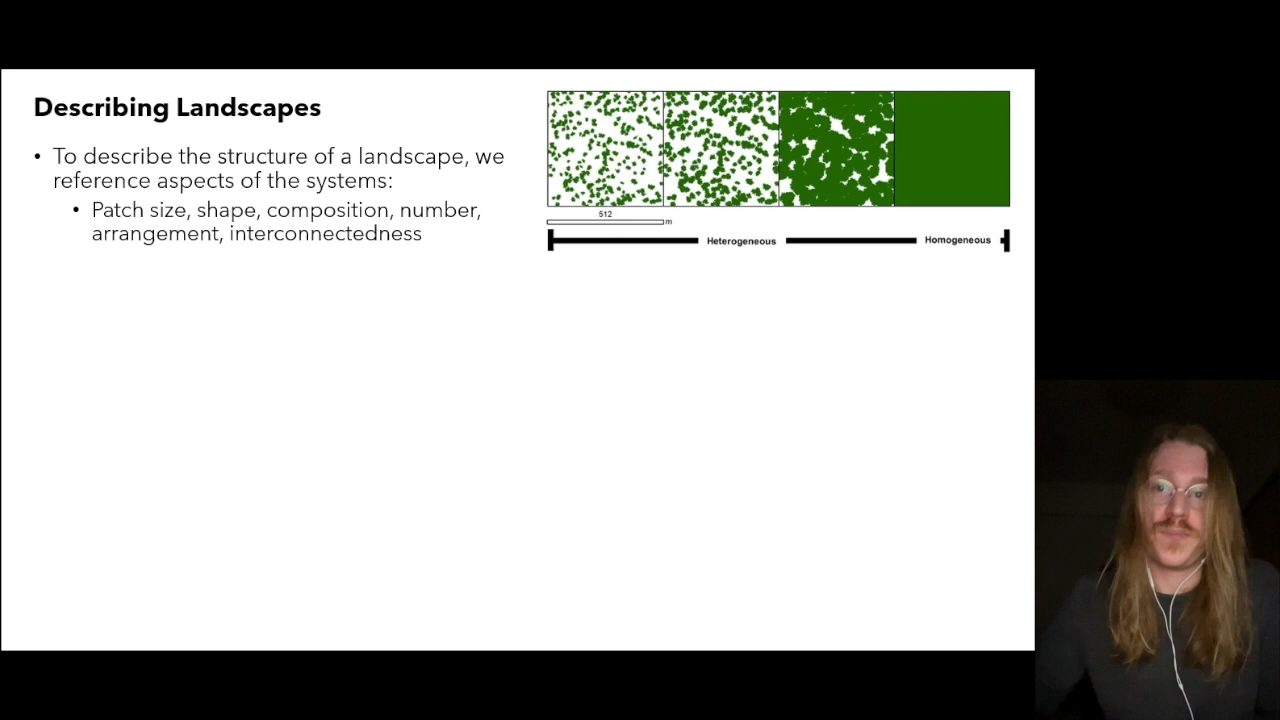 Describing Landscapes
• To describe the structure of a landscape, we
reference aspects of the systems:
• Patch size, shape, composition, number,
arrangement, interconnectedness
512
m
Heterogeneous
Homogeneous